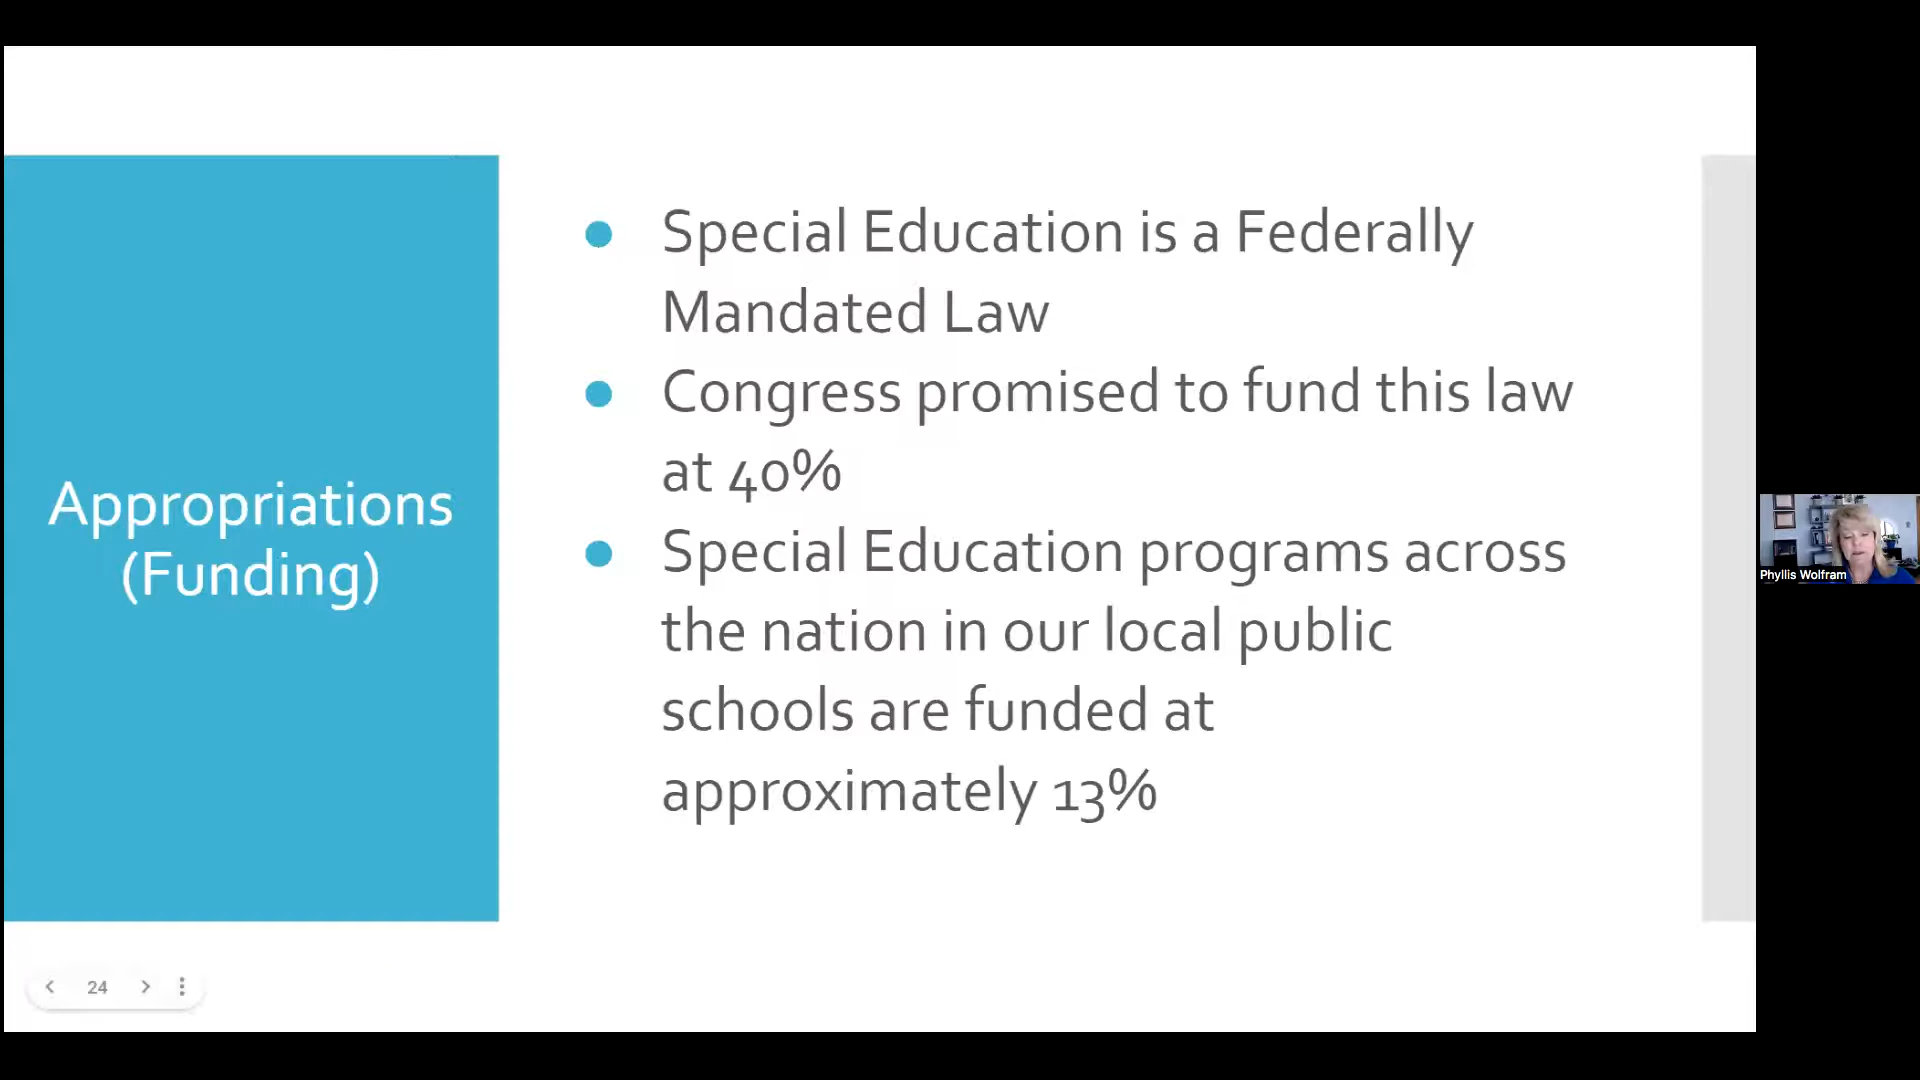 Appropriations
(Funding)
Special Education is a Federally
Mandated Law
Congress promised to fund this law
at 40%
Special Education programs across
the nation in our local public
schools are funded at
approximately 13%
24
Phyllis Wolfram